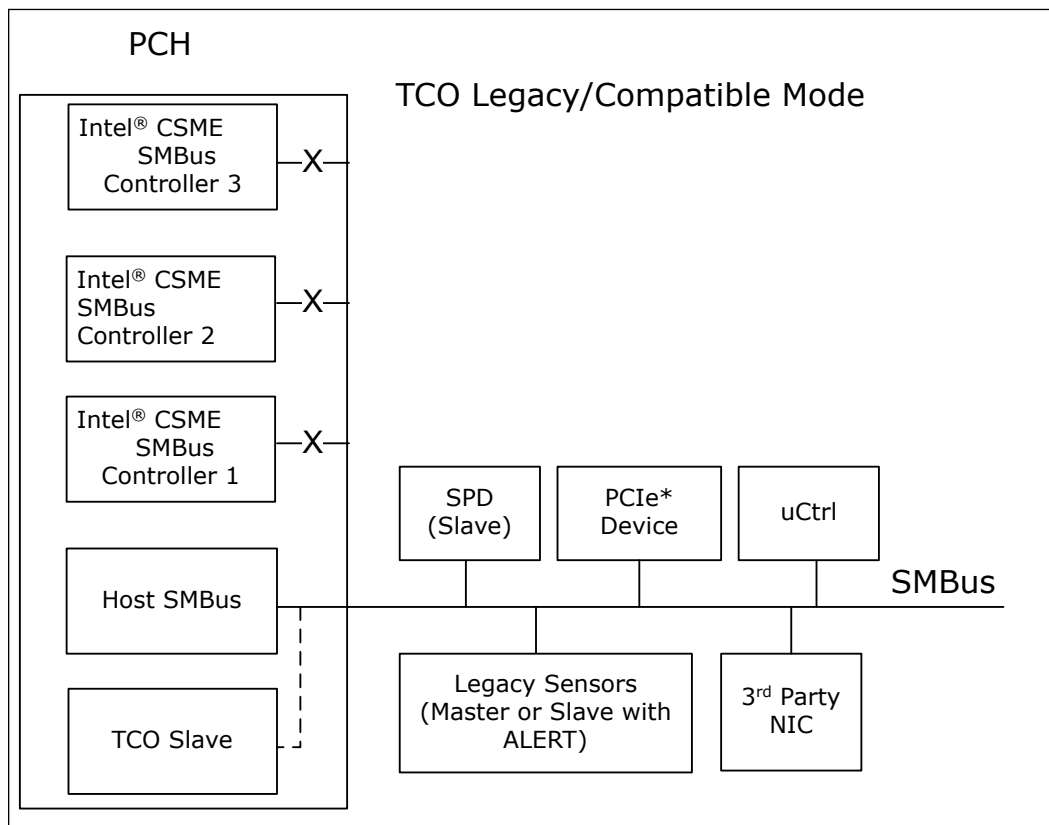 PCH
TCO Legacy/Compatible Mode
Intel® CSME
SMBus
Controller 3
X
Intel® CSME
SMBus
Controller 2
X
Intel® CSME
SMBus
Controller 1
X
SPD
(Slave)
PCIe*
Device
uCtrl
Host SMBus
SMBus
Legacy Sensors
(Master or Slave with
ALERT)
3rd Party
NIC
TCO Slave